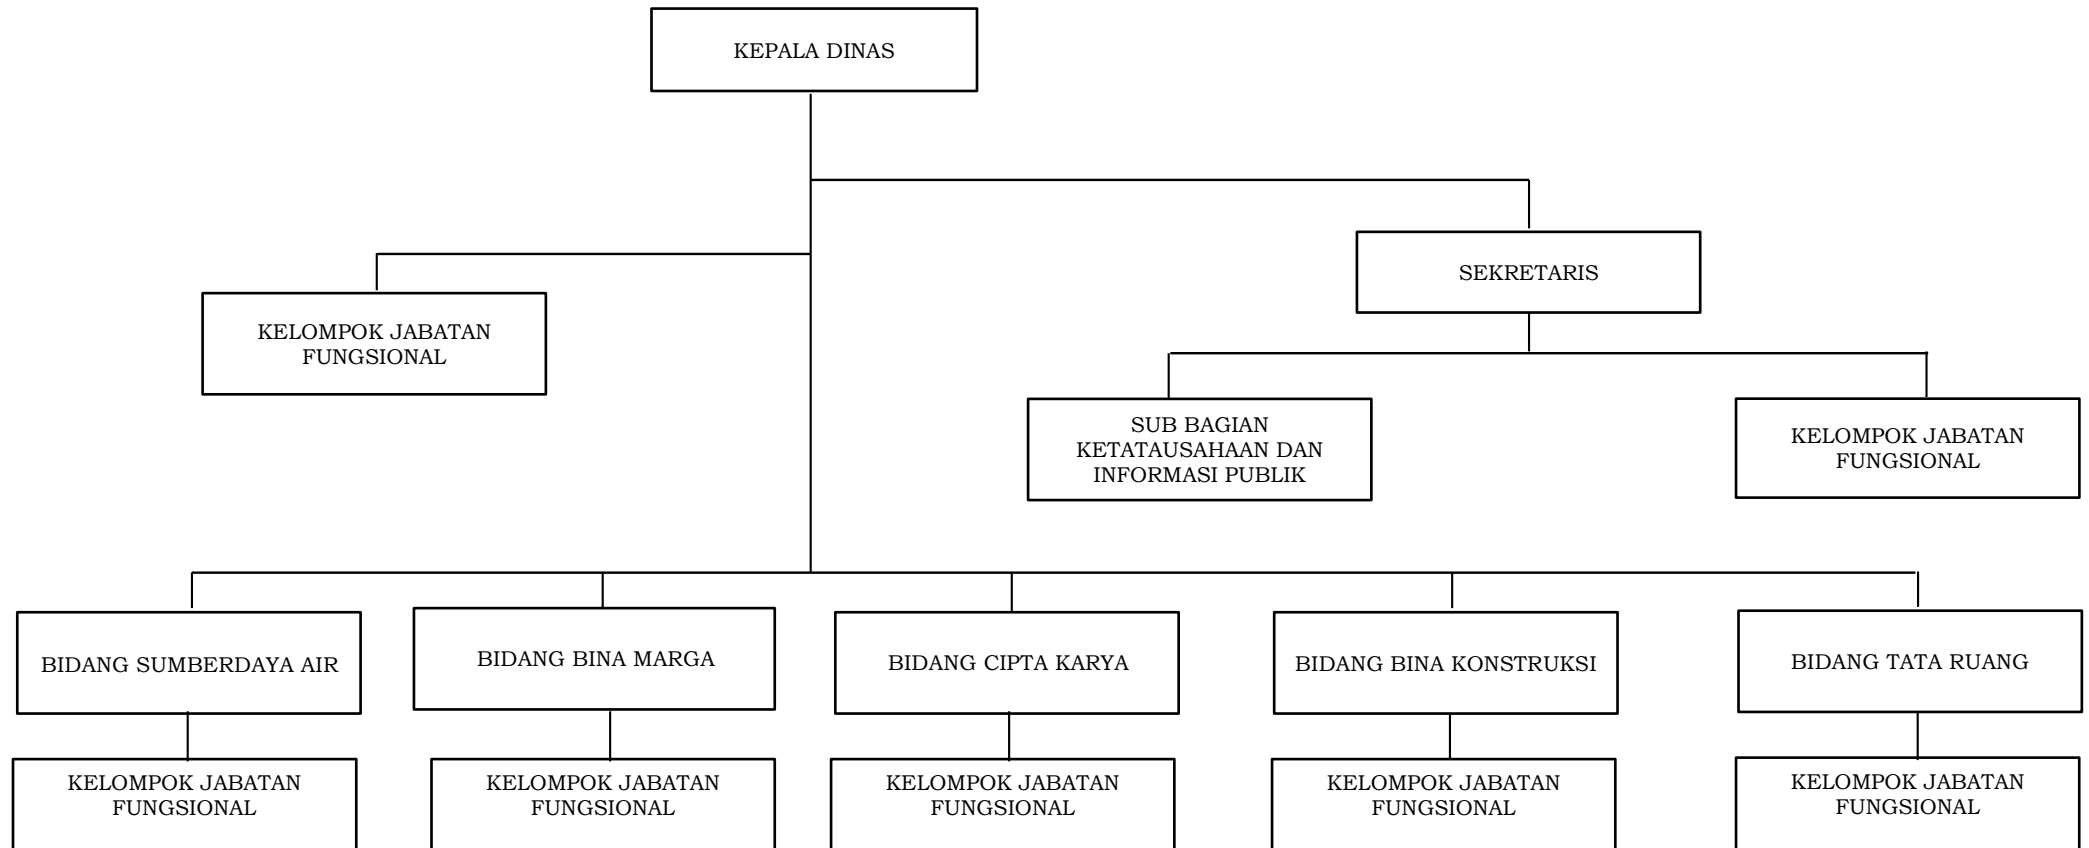 KEPALA DINAS
SEKRETARIS
KELOMPOK JABATAN
FUNGSIONAL
SUB BAGIAN
KETATAUSAHAAN DAN
INFORMASI PUBLIK
KELOMPOK JABATAN
FUNGSIONAL
BIDANG SUMBERDAYA AIR
BIDANG BINA MARGA
BIDANG CIPTA KARYA
BIDANG BINA KONSTRUKSI
BIDANG TATA RUANG
KELOMPOK JABATAN
FUNGSIONAL
KELOMPOK JABATAN
FUNGSIONAL
KELOMPOK JABATAN
FUNGSIONAL
KELOMPOK JABATAN
FUNGSIONAL
KELOMPOK JABATAN
FUNGSIONAL